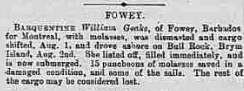 FOWEY.
BARQUENTINE William Geake, of Fowey, Barbados
for Montreal, with molasses, was dismasted and cargo
shifted, Aug. 1, and drove ashore on Bull Rock, Brym
Island, Aug. 2nd. She listed off, filled immediately, and
is now submerged. 15 puncheons of molasses saved in a
damaged condition, and some of the sails. The rest of
the cargo may be considered lost.